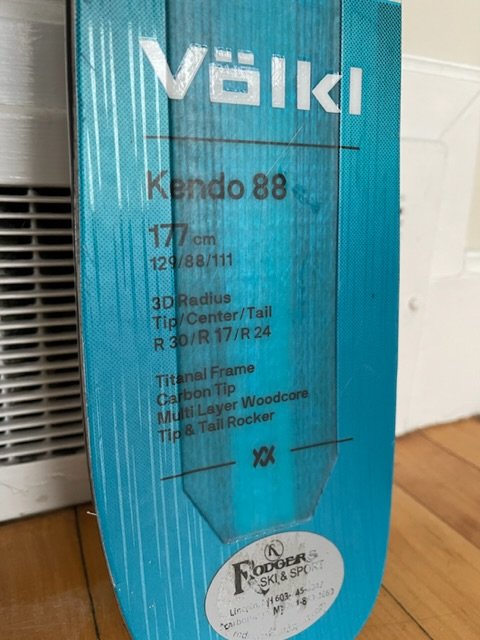 Völkl
Kendo 88
177 cm
129/88/111
3D Radius
Tip/Center/Tail
R 30/R 17/R 24
Titanal Frame
Carbon Tip
Multi Layer Woodcore
Tip & Tail Rocker
RODGERS
SKI & SPORT
603-